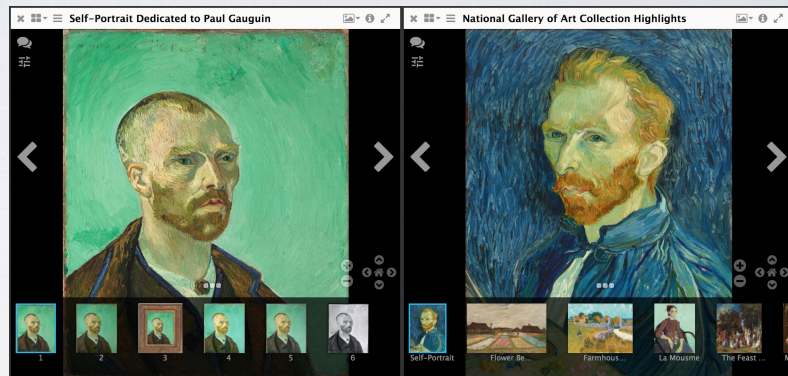 Self-Portrait Dedicated to Paul Gauguin
1 2 3 4 5 6
National Gallery of Art Collection Highlights
Self-Portrait Flower Be... Farmhous... La Mousme The Feast ...